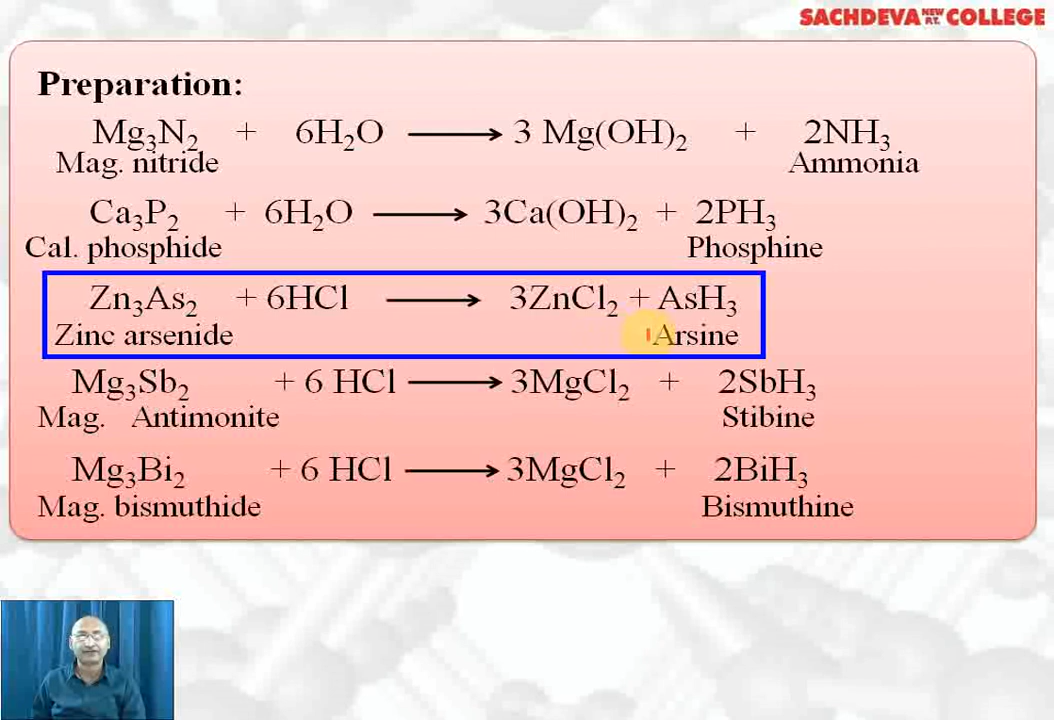 SACHDEVA NEW PT. COLLEGE
Preparation:
Mg₃N₂ + 6H₂O ⟶ 3 Mg(OH)₂ + 2NH₃
Mag. nitride Ammonia
Ca₃P₂ + 6H₂O ⟶ 3Ca(OH)₂ + 2PH₃
Cal. phosphide Phosphine
Zn₃As₂ + 6HCl ⟶ 3ZnCl₂ + AsH₃
Zinc arsenide Arsine
Mg₃Sb₂ + 6 HCl ⟶ 3MgCl₂ + 2SbH₃
Mag. Antimonite Stibine
Mg₃Bi₂ + 6 HCl ⟶ 3MgCl₂ + 2BiH₃
Mag. bismuthide Bismuthine